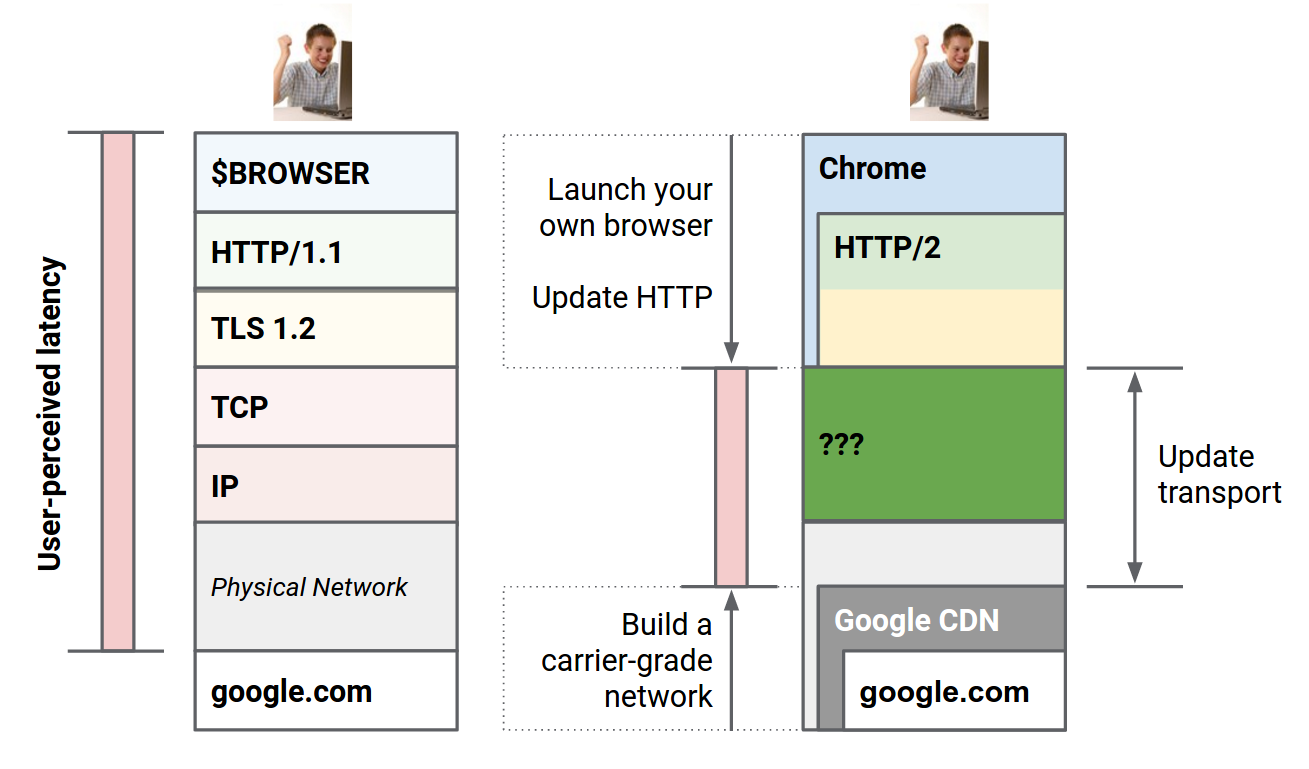 User-perceived latency
$BROWSER
HTTP/1.1
TLS 1.2
TCP
IP
Physical Network
google.com
Launch your
own browser
Update HTTP
Build a
carrier-grade
network
Chrome
HTTP/2
???
Google CDN
google.com
Update
transport